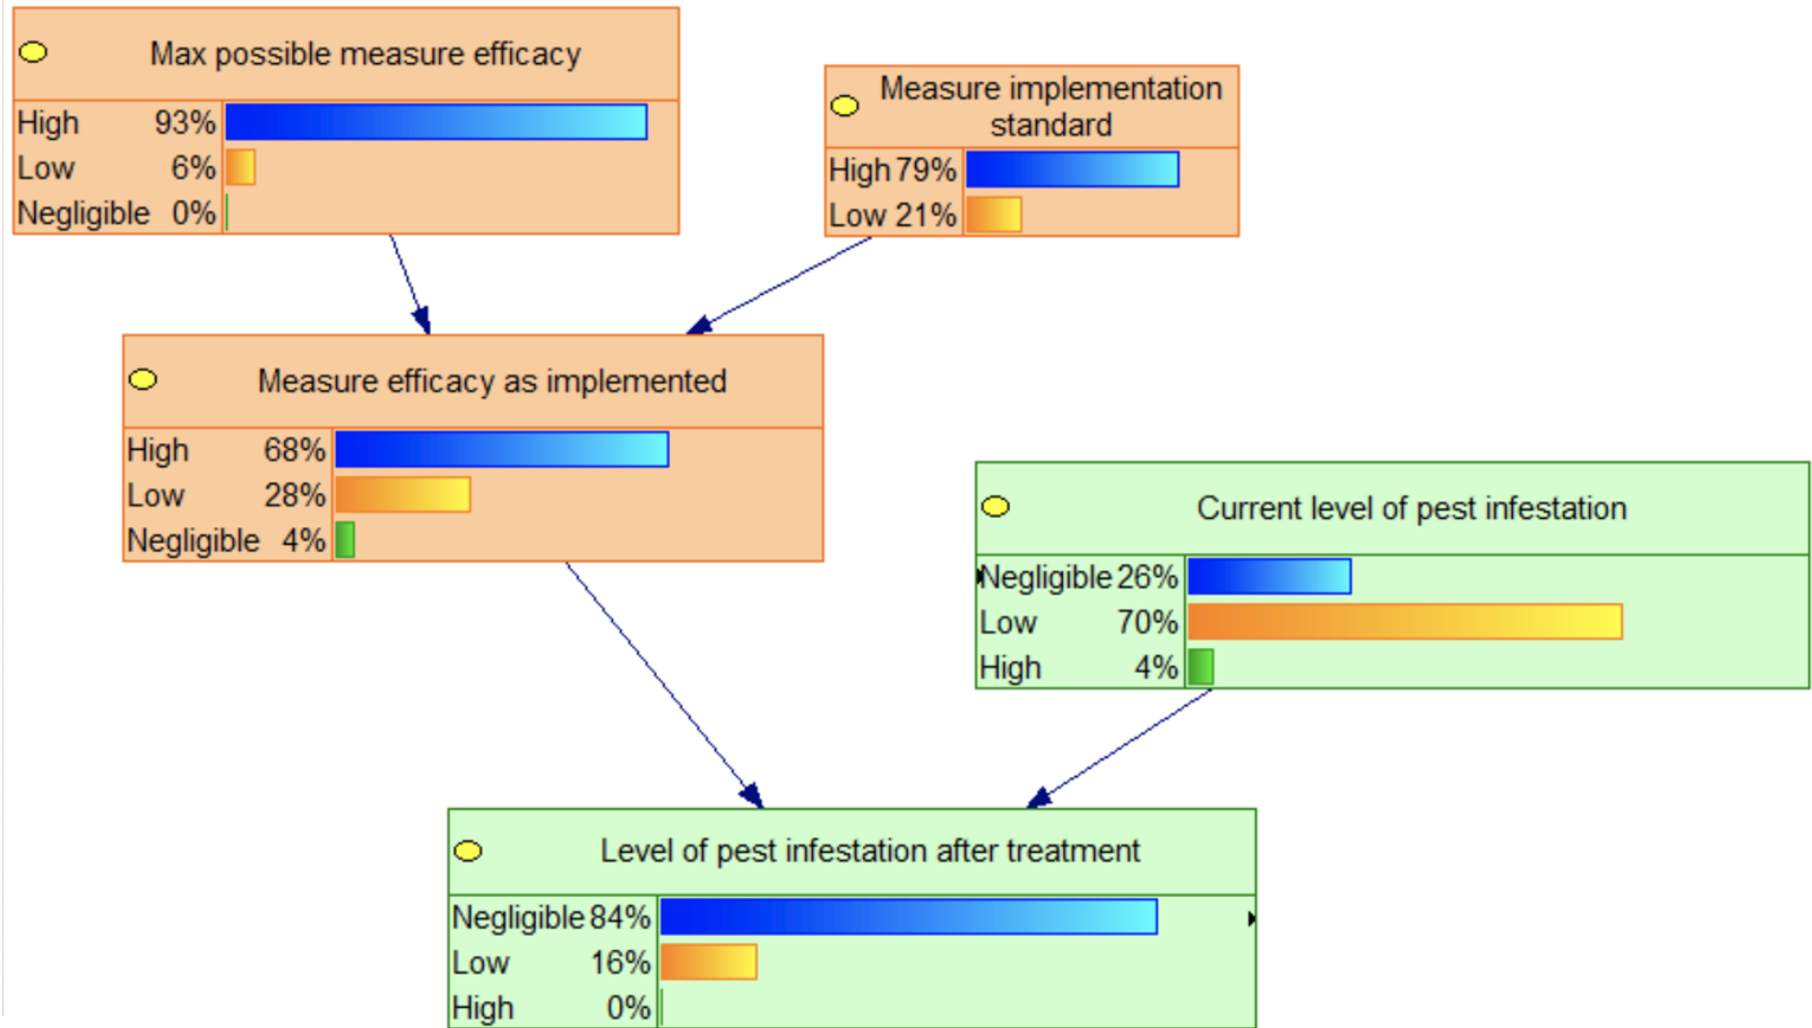 Max possible measure efficacy
High 93%
Low 6%
Negligible 0%
Measure implementation
standard
High 79%
Low 21%
Measure efficacy as implemented
High 68%
Low 28%
Negligible 4%
Current level of pest infestation
Negligible 26%
Low 70%
High 4%
Level of pest infestation after treatment
Negligible 84%
Low 16%
High 0%